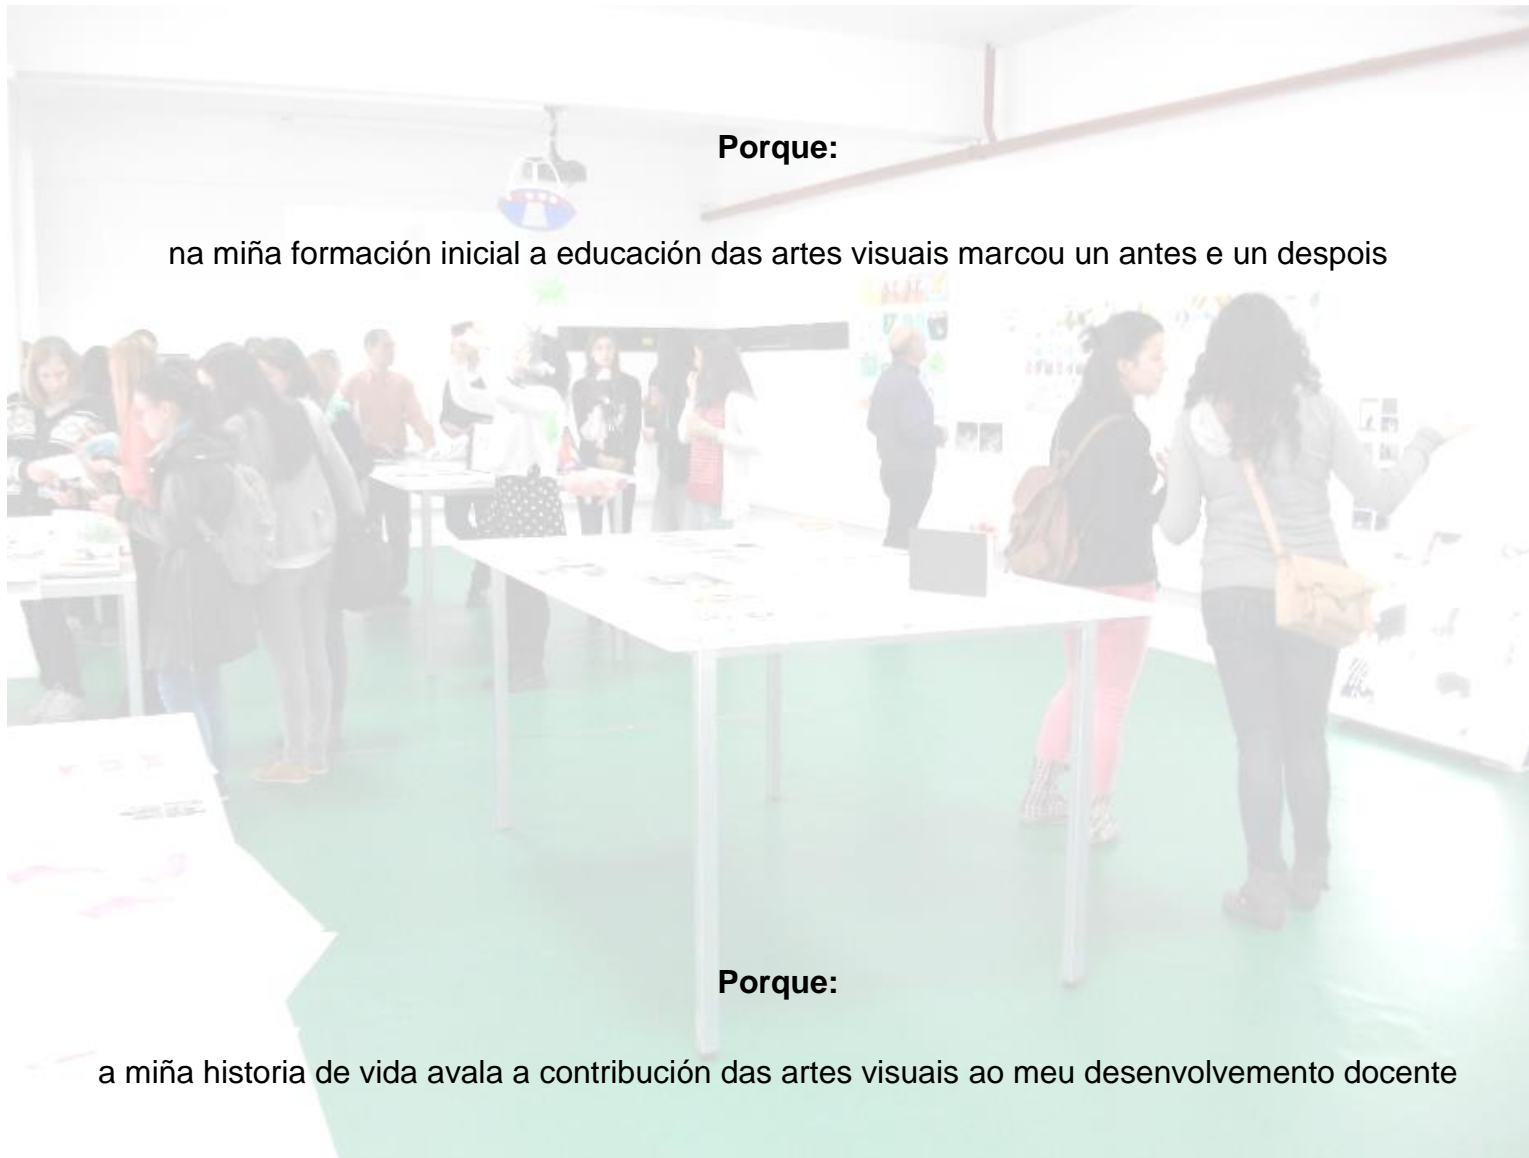 Porque:
na miña formación inicial a educación das artes visuais marcou un antes e un despois
Porque:
a miña historia de vida avala a contribución das artes visuais ao meu desenvolvemento docente